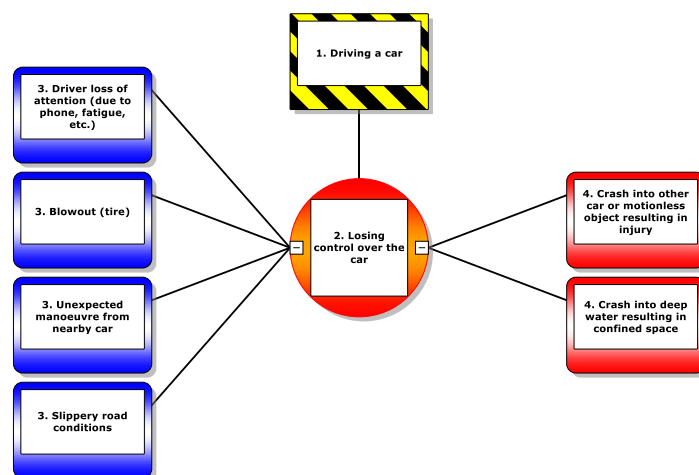 1. Driving a car
3. Driver loss of
attention (due to
phone, fatigue,
etc.)
3. Blowout (tire)
3. Unexpected
manoeuvre from
nearby car
3. Slippery road
conditions
2. Losing
control over the
car
4. Crash into other
car or motionless
object resulting in
injury
4. Crash into deep
water resulting in
confined space